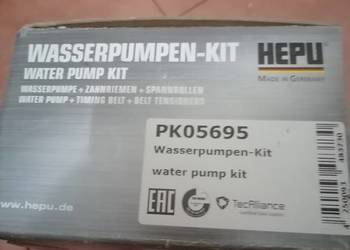 WASSERPUMPEN-KIT
WATER PUMP KIT
WASSERPUMPE + ZAHNRIEMEN + SPANNROLLEN
WATER PUMP + TIMING BELT + BELT TENSIONERS
HEPU
MADE IN GERMANY
PK05695
Wasserpumpen-Kit
water pump kit
EAC
TecAlliance
www.hepu.de